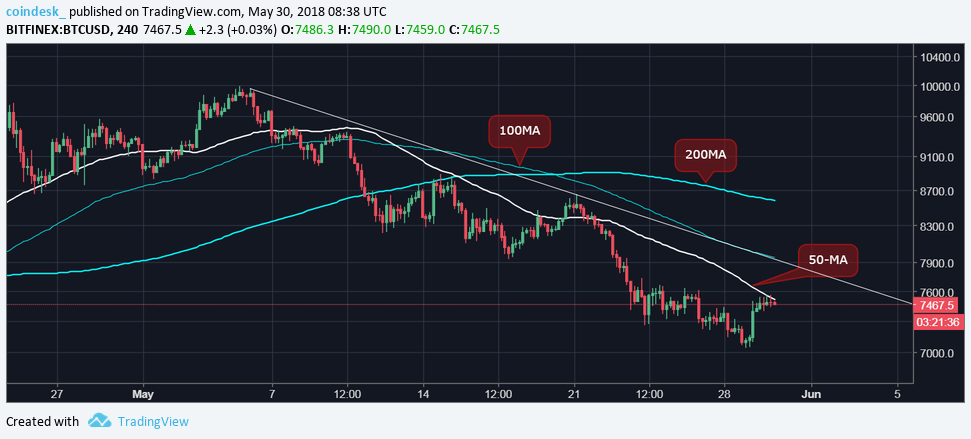 coindesk_ published on TradingView.com, May 30, 2018 08:38 UTC
BITFINEX:BTCUSD, 240 7467.5 ▲ +2.3 (+0.03%) O:7486.3 H:7490.0 L:7459.0 C:7467.5
10400.0
10000.0
9600.0
100MA
200MA
9100.0
8700.0
8300.0
7900.0
50-MA
7600.0
7467.5
03:21:36
7000.0
27 May 7 12:00 14 12:00 21 12:00 28 Jun 5
Created with TradingView